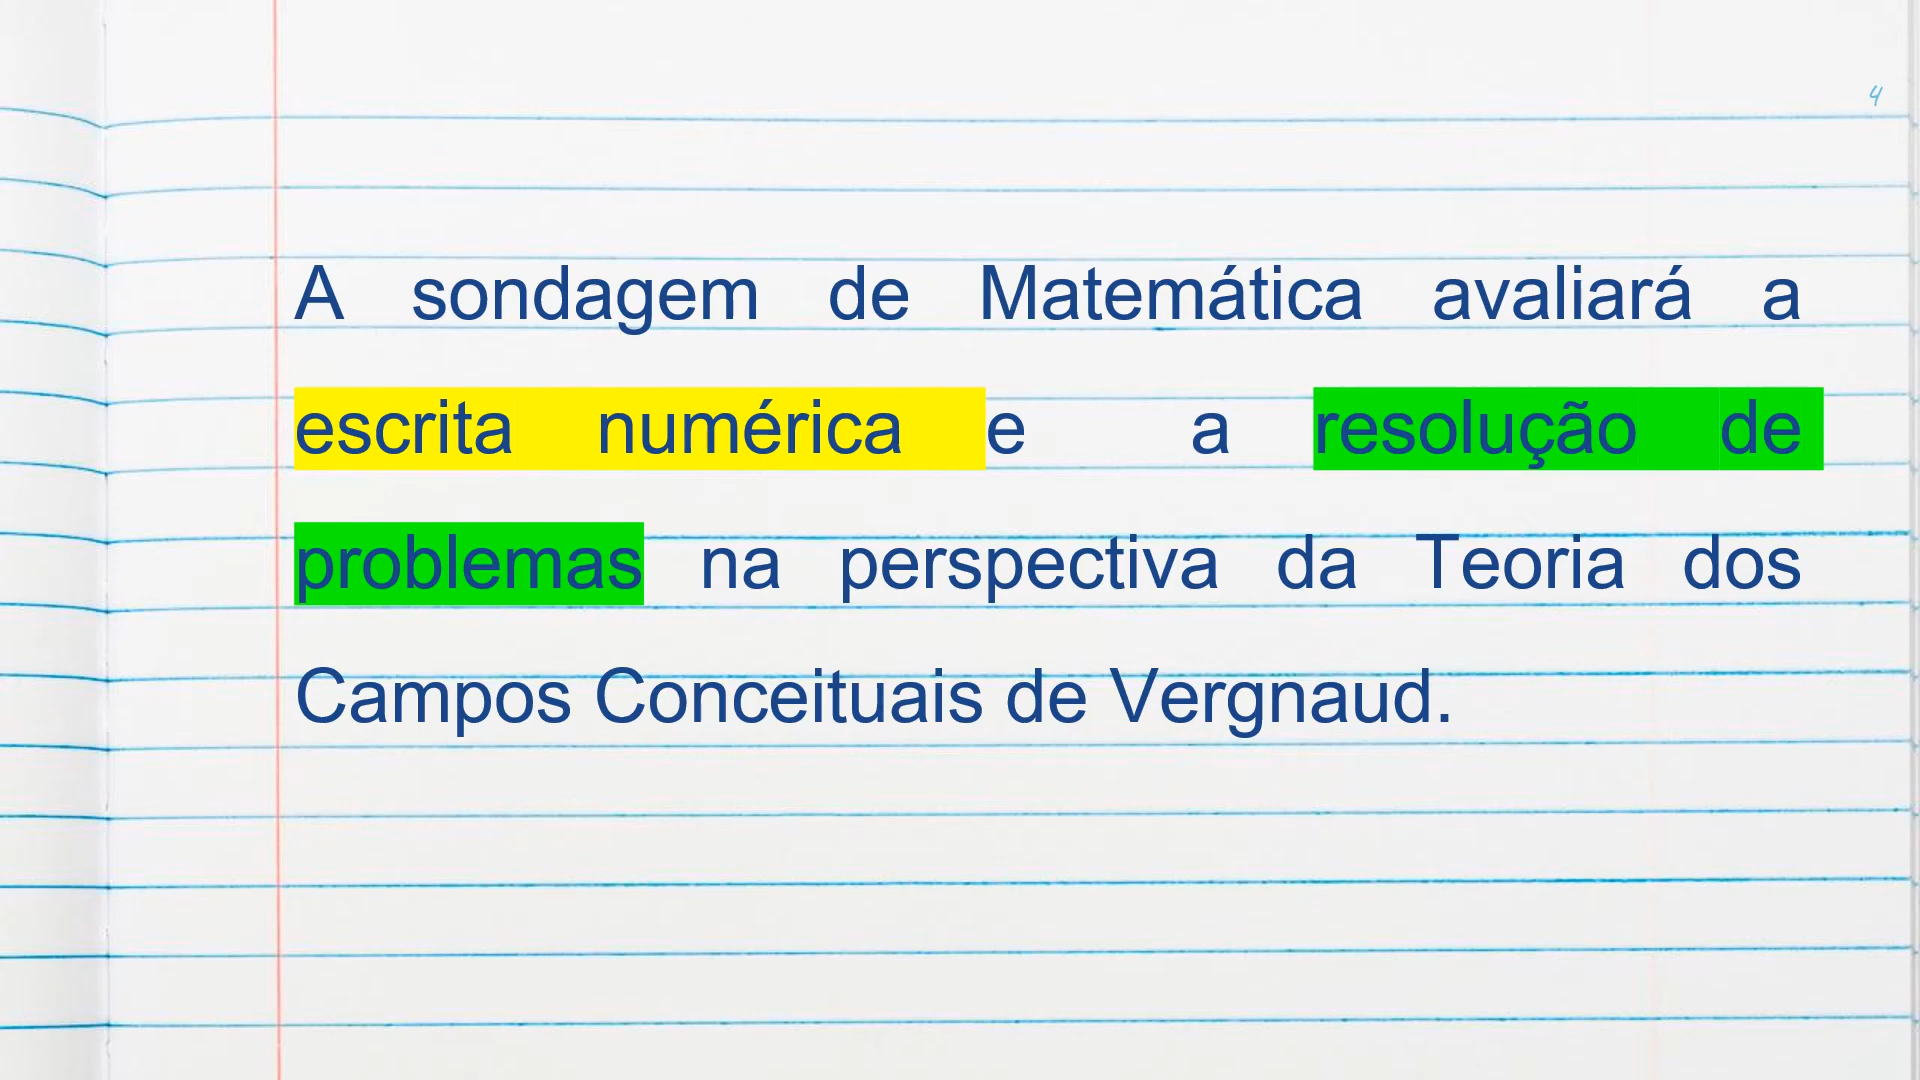 4
A sondagem de Matemática avaliará a
escrita numérica e a resolução de
problemas na perspectiva da Teoria dos
Campos Conceituais de Vergnaud.